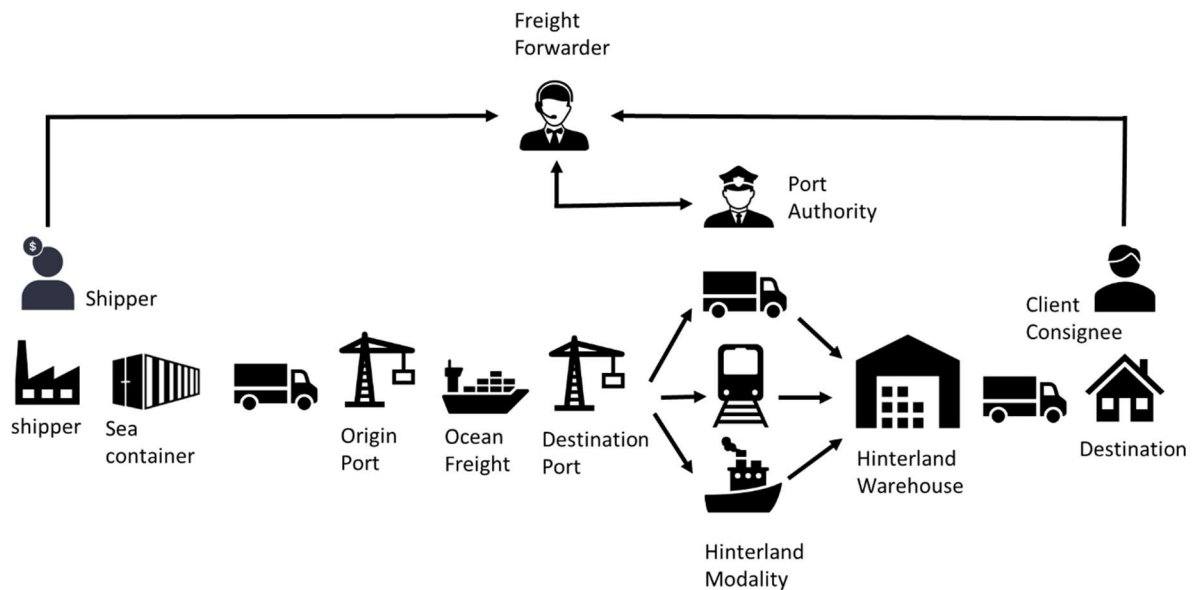 Freight
Forwarder
Port
Authority
$
Shipper
Client
Consignee
shipper
Sea
container
Origin
Port
Ocean
Freight
Destination
Port
Hinterland
Warehouse
Destination
Hinterland
Modality